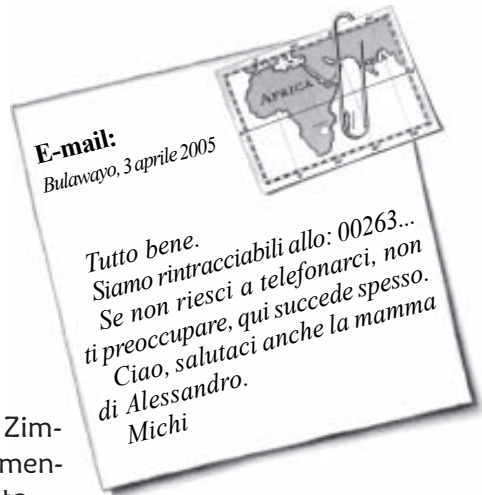 AFRICA
E-mail:
Bulawayo, 3 aprile 2005
Tutto bene.
Siamo rintracciabili allo: 00263...
Se non riesci a telefonarci, non
ti preoccupare, qui succede spesso.
Ciao, salutaci anche la mamma
di Alessandro.
Michi
Zim-
men-